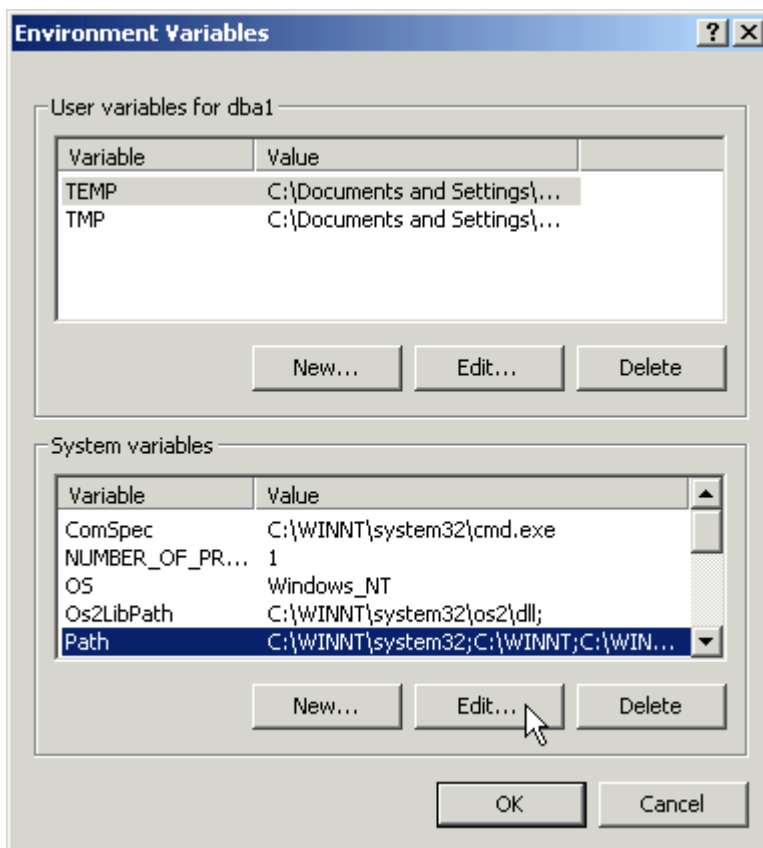 Environment Variables
User variables for dba1
Variable Value
TEMP C:\Documents and Settings\...
TMP C:\Documents and Settings\...
New... Edit... Delete
System variables
Variable Value
ComSpec C:\WINNT\system32\cmd.exe
NUMBER_OF_PR... 1
OS Windows_NT
Os2LibPath C:\WINNT\system32\os2\dll;
Path C:\WINNT\system32;C:\WINNT;C:\WIN...
New... Edit... Delete
OK Cancel